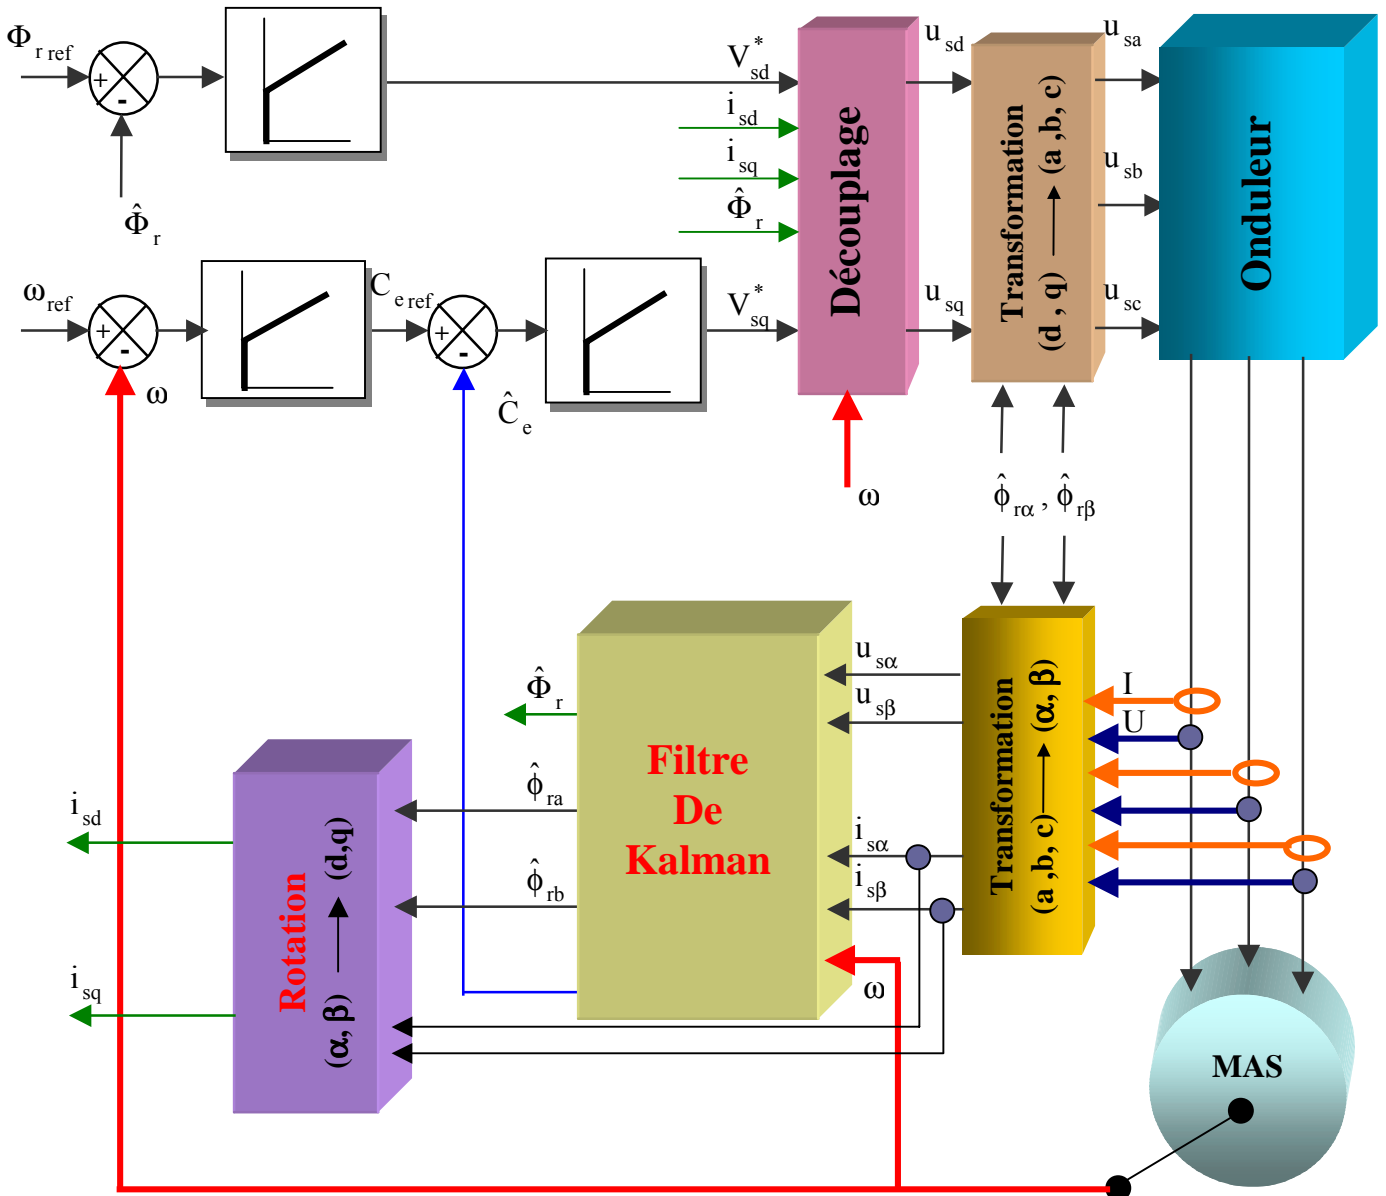 Φ r ref
+
-
Φ̂ r
V*sd
i sd
i sq
Φ̂ r
Découplage
u sd
u sq
Transformation
(d , q) → (a ,b, c)
u sa
u sb
u sc
Onduleur
ω ref
+
-
ω
C e ref
+
-
Ĉ e
V*sq
ω
ϕ̂ rα , ϕ̂ rβ
Φ̂ r
ϕ̂ ra
ϕ̂ rb
Filtre
De
Kalman
u sα
u sβ
i sα
i sβ
ω
Transformation
(a ,b, c) → (α, β)
I
U
i sd
i sq
Rotation
(α, β) → (d,q)
MAS